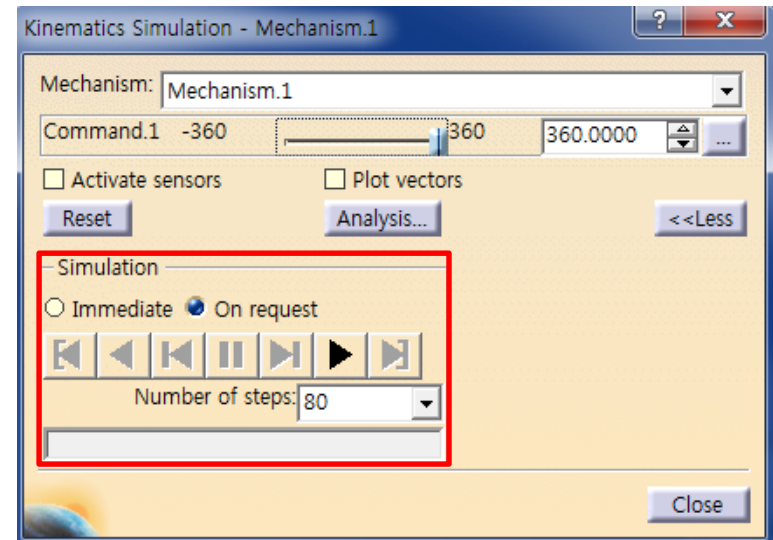 Kinematics Simulation - Mechanism.1
Mechanism: Mechanism.1
Command.1 -360 360 360.0000 ...
Activate sensors Plot vectors
Reset Analysis... <<Less
Simulation
Immediate On request
Number of steps: 80
Close